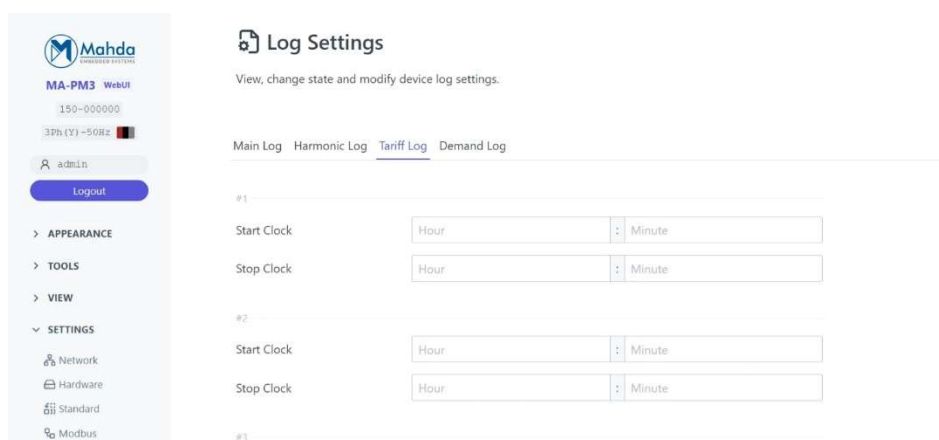 Mahda
EMBEDDED SYSTEMS
MA-PM3 WebUI
150-000000
3Ph(Y)-50Hz
admin
Logout
> APPEARANCE
> TOOLS
> VIEW
SETTINGS
Network
Hardware
Standard
Modbus
Log Settings
View, change state and modify device log settings.
Main Log Harmonic Log Tariff Log Demand Log
#1
Start Clock Hour : Minute
Stop Clock Hour : Minute
#2
Start Clock Hour : Minute
Stop Clock Hour : Minute
#3